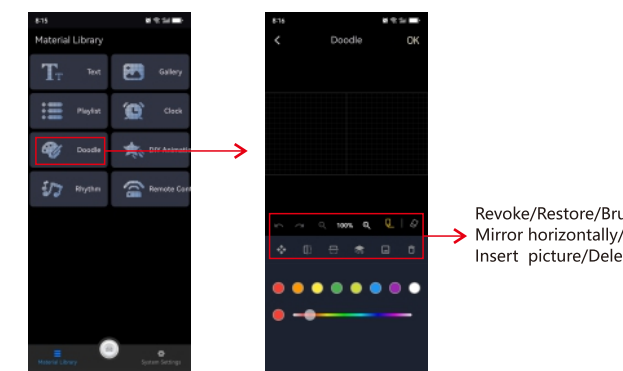 8:15
Material Library
Text
Gallery
Playlist
Clock
Doodle
DIY Animatio
Rhythm
Remote Cont
Material Library
System Settings
8:16
Doodle
OK
100%
Revoke/Restore/Bru
Mirror horizontally/
Insert picture/Dele